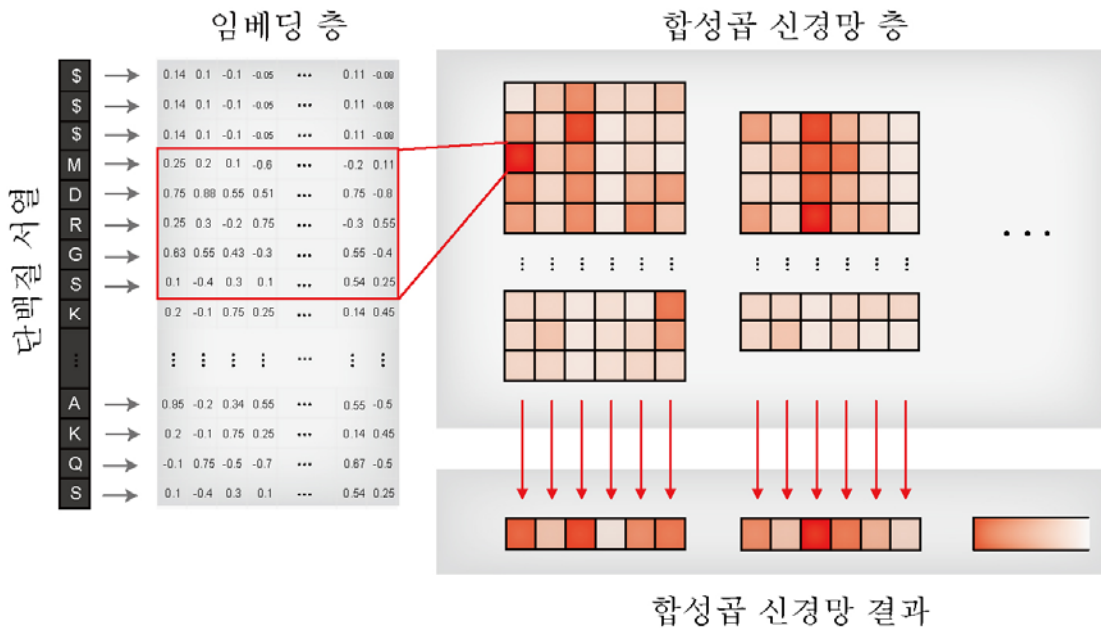 임베딩 층
합성곱 신경망 층
단백질 서열
$ 0.14 0.1 -0.1 -0.05 ... 0.11 -0.08
$ 0.14 0.1 -0.1 -0.05 ... 0.11 -0.08
$ 0.14 0.1 -0.1 -0.05 ... 0.11 -0.08
M 0.25 0.2 0.1 -0.6 ... -0.2 0.11
D 0.75 0.88 0.55 0.51 ... 0.75 -0.8
R 0.25 0.3 -0.2 0.75 ... -0.3 0.55
G 0.63 0.55 0.43 -0.3 ... 0.55 -0.4
S 0.1 -0.4 0.3 0.1 ... 0.54 0.25
K 0.2 -0.1 0.75 0.25 ... 0.14 0.45
A 0.85 -0.2 0.34 0.55 ... 0.55 -0.5
K 0.2 -0.1 0.75 0.25 ... 0.14 0.45
Q -0.1 0.75 -0.5 -0.7 ... 0.67 -0.5
S 0.1 -0.4 0.3 0.1 ... 0.54 0.25
...
합성곱 신경망 결과